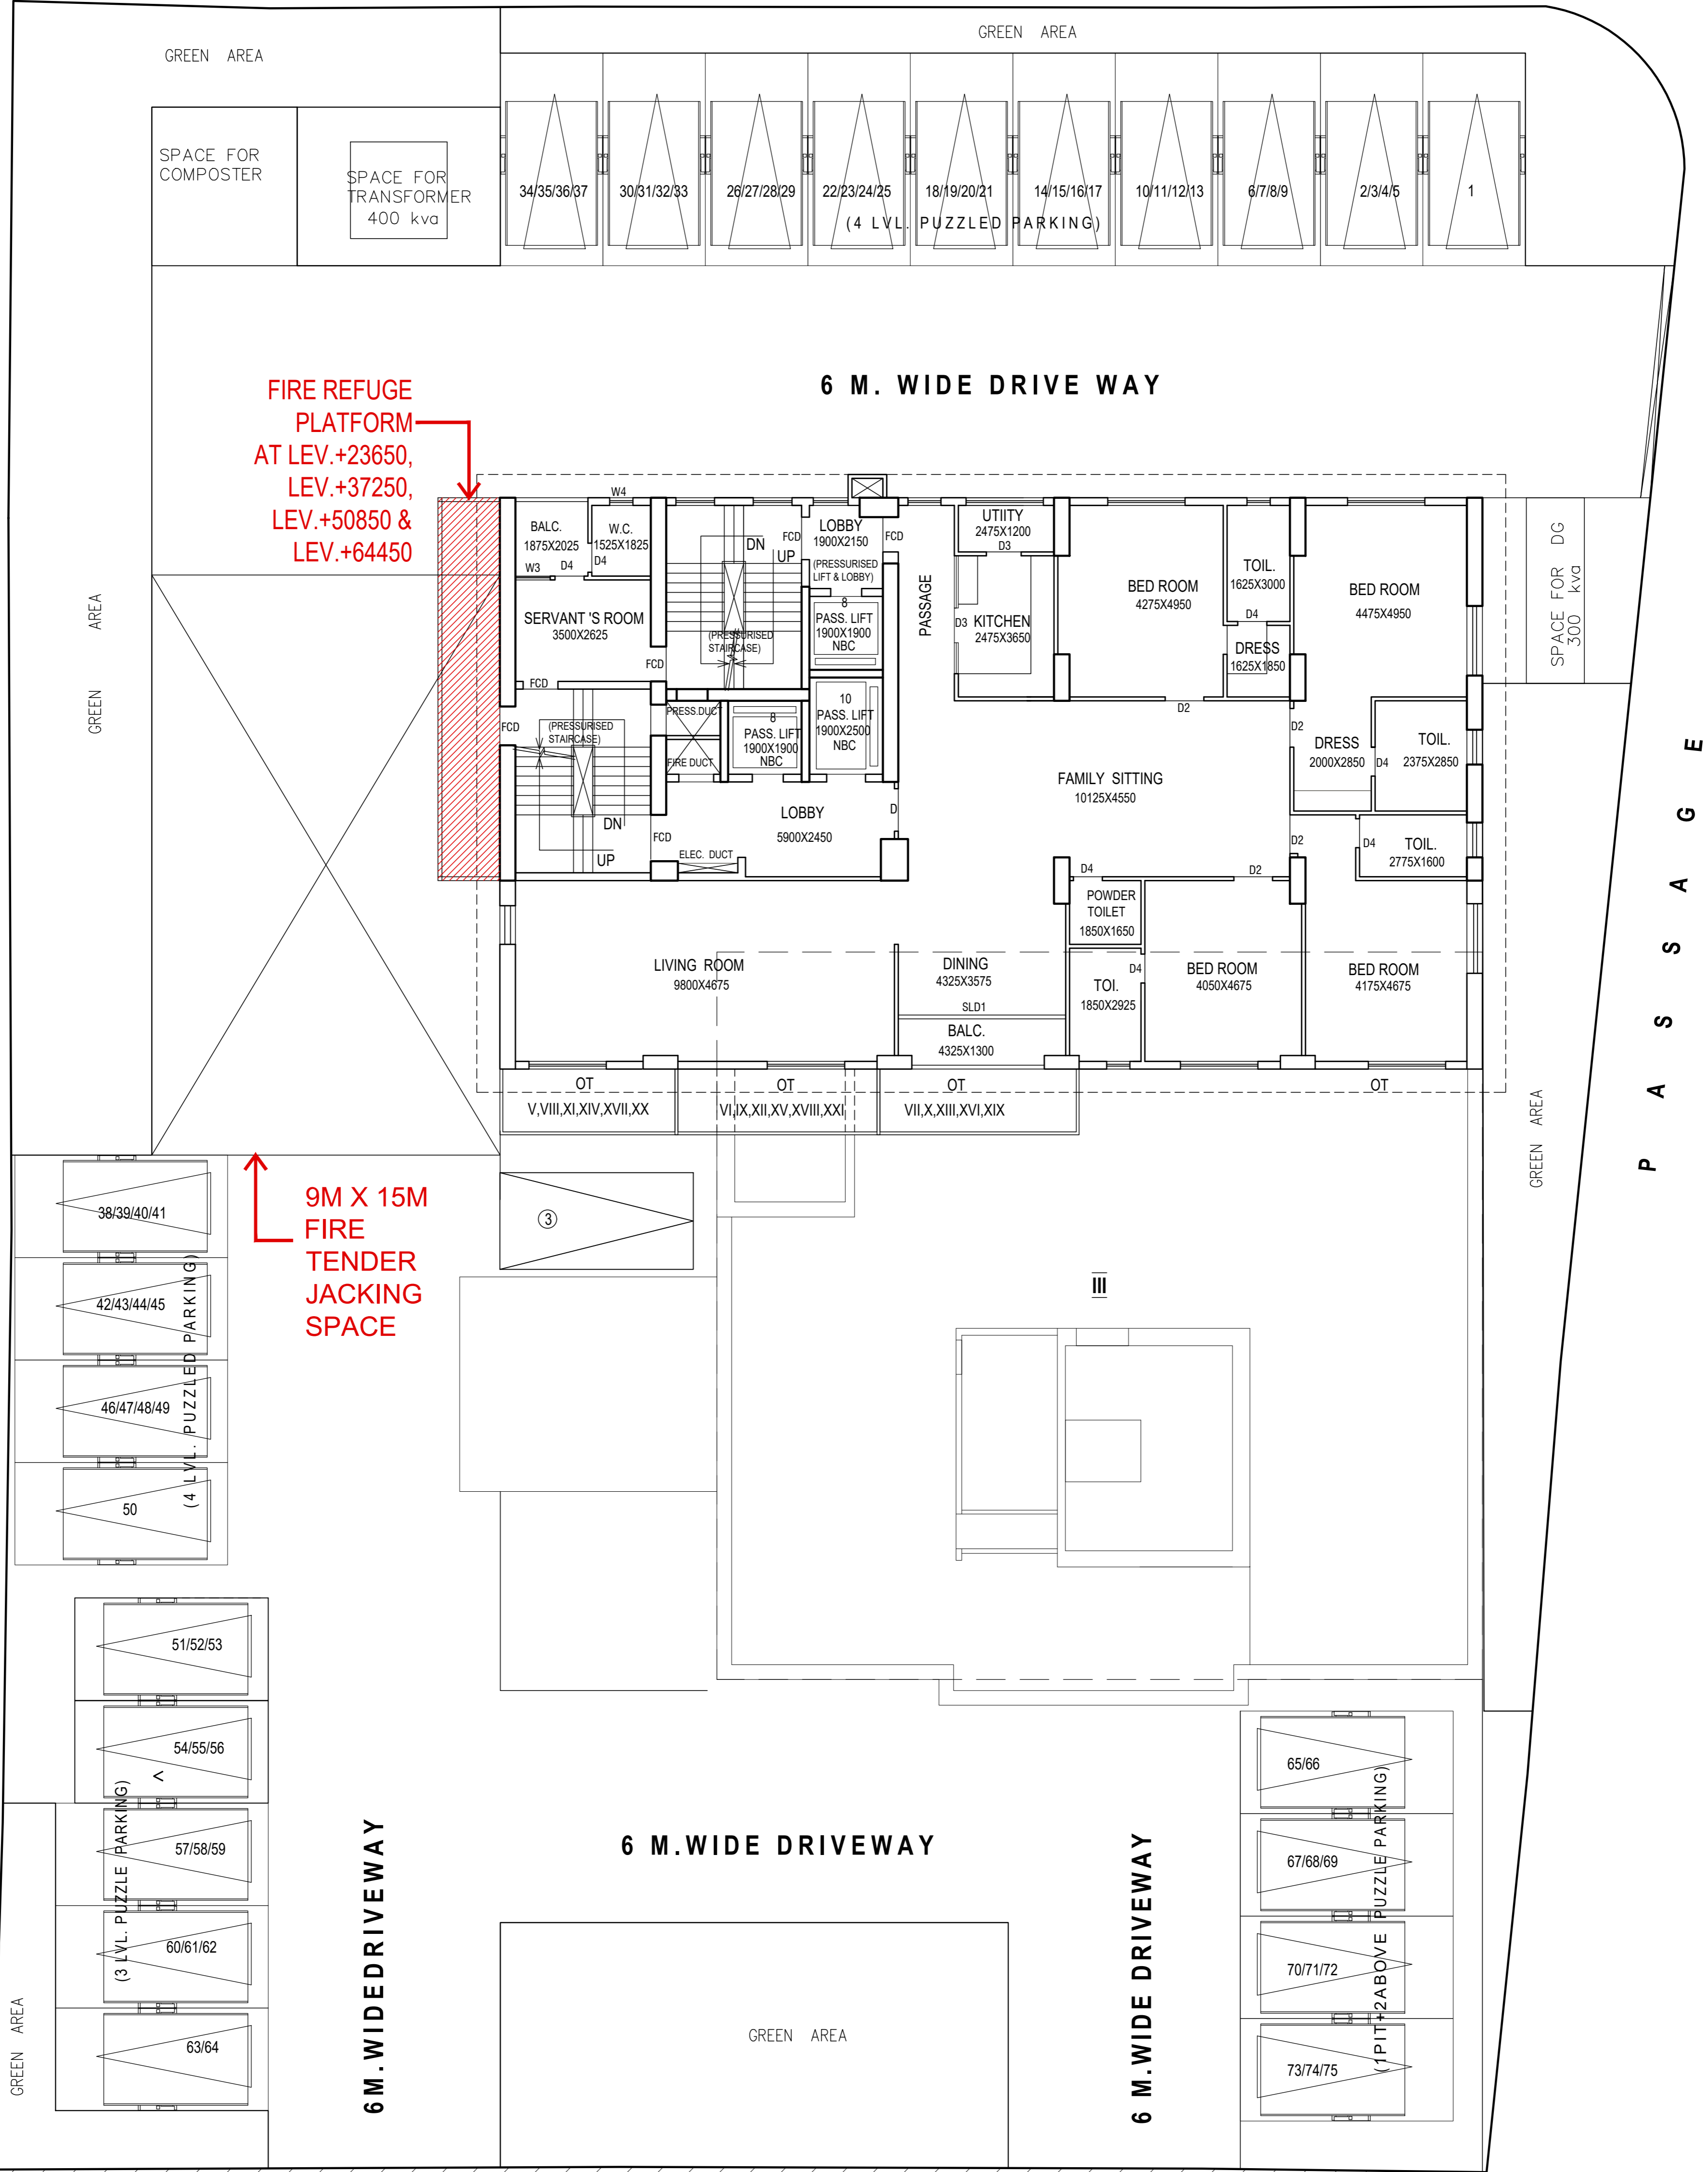 GREEN AREA
GREEN AREA
SPACE FOR
COMPOSTER
SPACE FOR
TRANSFORMER
400 kva
34/35/36/37
30/31/32/33
26/27/28/29
22/23/24/25
18/19/20/21
14/15/16/17
10/11/12/13
6/7/8/9
2/3/4/5
1
(4 LVL. PUZZLED PARKING)
6 M. WIDE DRIVE WAY
FIRE REFUGE
PLATFORM
AT LEV.+23650,
LEV.+37250,
LEV.+50850 &
LEV.+64450
GREEN AREA
W4
BALC.
1875X2025
W.C.
1525X1825
W3
D4
D4
SERVANT 'S ROOM
3500X2625
FCD
FCD
FCD
DN
UP
(PRESSURISED
STAIRCASE)
FCD
LOBBY
1900X2150
(PRESSURISED
LIFT & LOBBY)
FCD
8
PASS. LIFT
1900X1900
NBC
10
PASS. LIFT
1900X2500
NBC
8
PASS. LIFT
1900X1900
NBC
PRESS.DUCT
FIRE DUCT
(PRESSURISED
STAIRCASE)
DN
UP
FCD
ELEC. DUCT
LOBBY
5900X2450
D
PASSAGE
UTIITY
2475X1200
D3
D3
KITCHEN
2475X3650
BED ROOM
4275X4950
TOIL.
1625X3000
D4
DRESS
1625X1850
D2
BED ROOM
4475X4950
SPACE FOR DG
300 kva
D2
DRESS
2000X2850
D4
TOIL.
2375X2850
FAMILY SITTING
10125X4550
D2
D4
TOIL.
2775X1600
D4
D2
POWDER
TOILET
1850X1650
LIVING ROOM
9800X4675
DINING
4325X3575
SLD1
BALC.
4325X1300
D4
TOI.
1850X2925
BED ROOM
4050X4675
BED ROOM
4175X4675
OT
V,VIII,XI,XIV,XVII,XX
OT
VI,IX,XII,XV,XVIII,XXI
OT
VII,X,XIII,XVI,XIX
OT
PASSAGE
GREEN AREA
9M X 15M
FIRE
TENDER
JACKING
SPACE
3
III
38/39/40/41
42/43/44/45
46/47/48/49
50
(4 LVL. PUZZLED PARKING)
51/52/53
54/55/56
57/58/59
60/61/62
63/64
(3 LVL. PUZZLE PARKING)
GREEN AREA
6M.WIDEDRIVEWAY
6 M.WIDE DRIVEWAY
6 M.WIDE DRIVEWAY
GREEN AREA
65/66
67/68/69
70/71/72
73/74/75
(1PIT+2ABOVE PUZZLE PARKING)